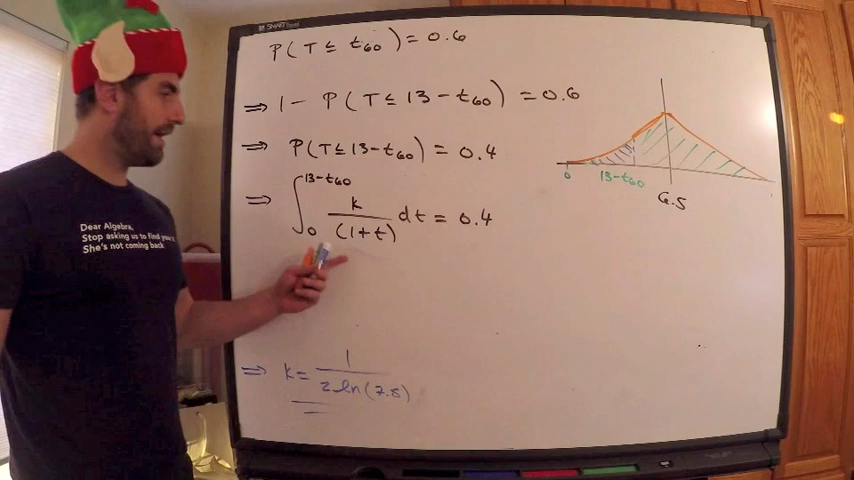 SMART
P(T ≤ t₆₀) = 0.6
⇒ 1 - P(T ≤ 13 - t₆₀) = 0.6
⇒ P(T ≤ 13 - t₆₀) = 0.4
⇒ ∫₀^(13-t₆₀) k/(1+t) dt = 0.4
0 13-t₆₀
6.5
Dear Algebra,
Stop asking us to find your
She's not coming back
⇒ k = 1/(2 ln(7.5))